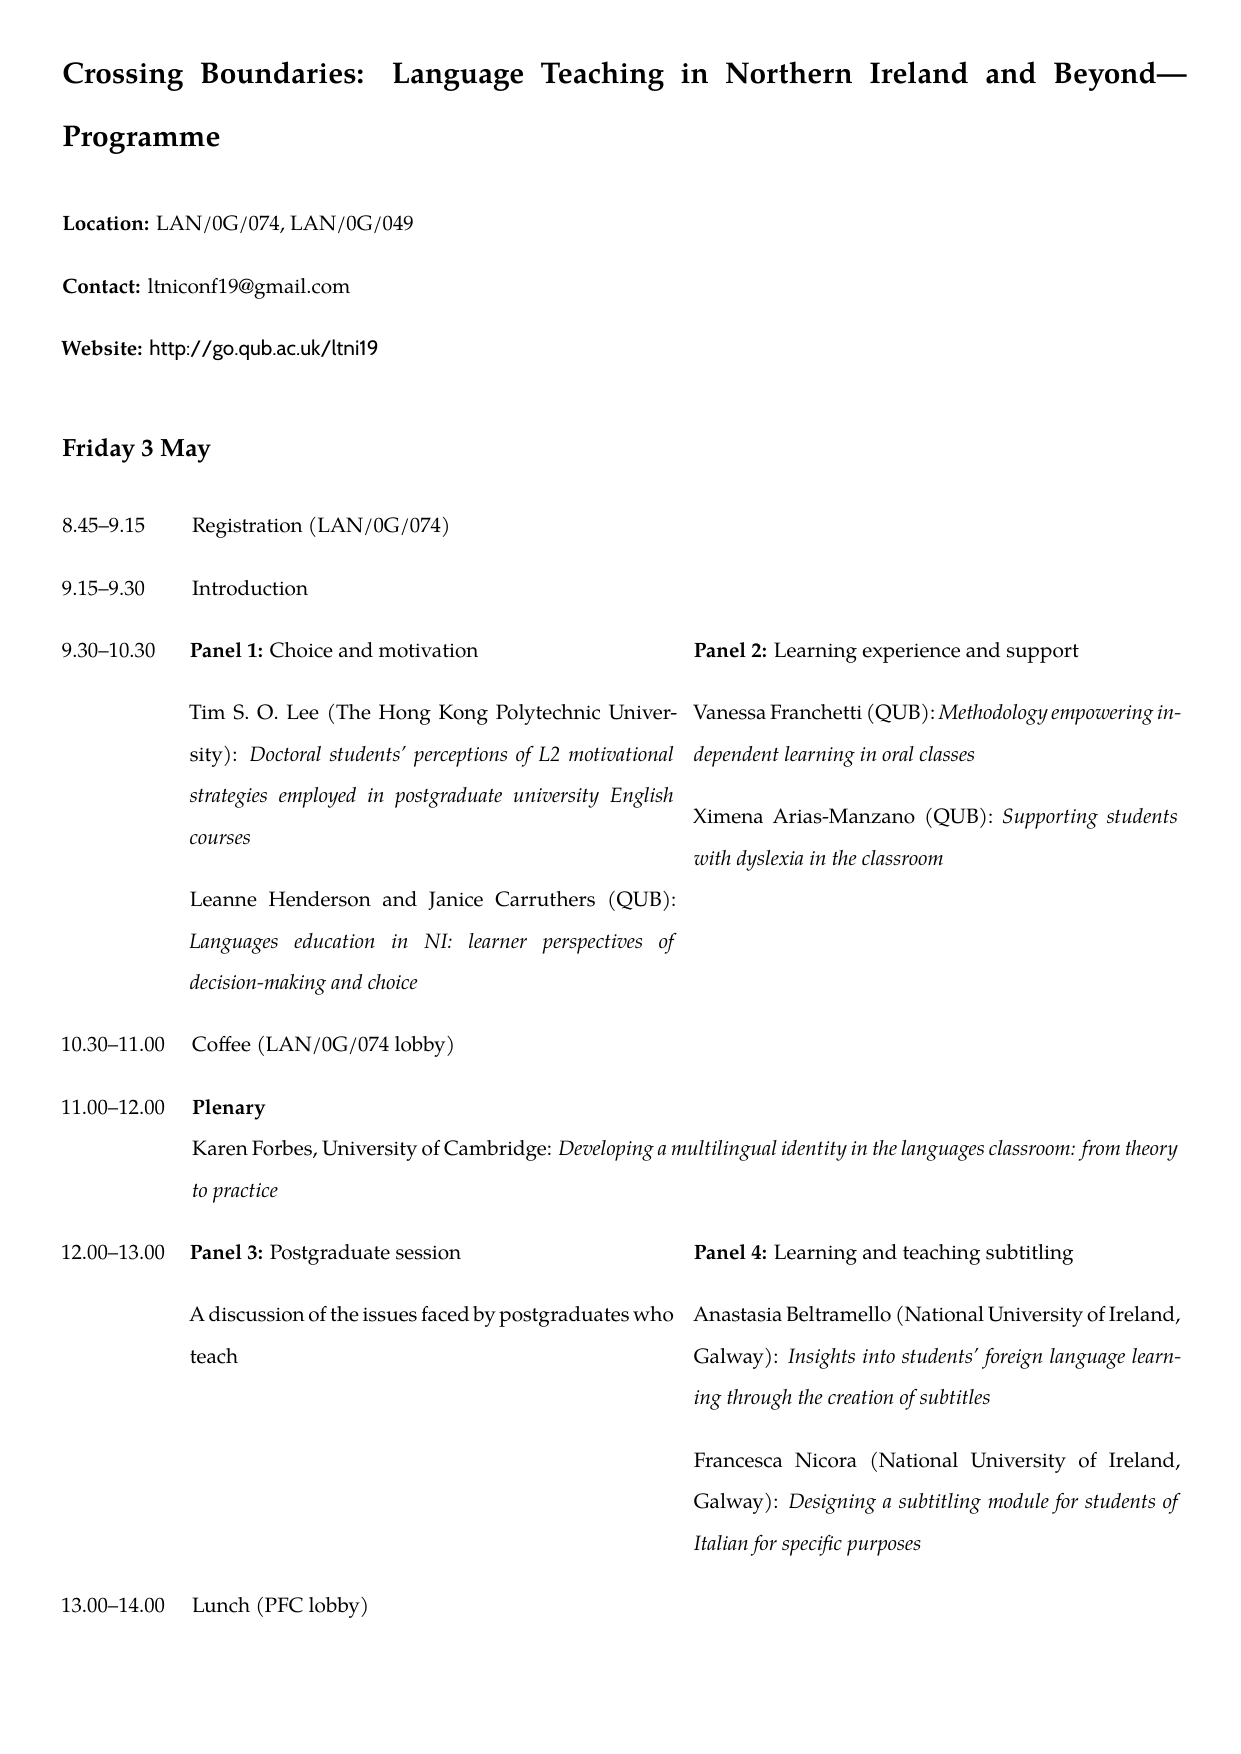 Crossing Boundaries: Language Teaching in Northern Ireland and Beyond—
Programme
Location: LAN/0G/074, LAN/0G/049
Contact: ltniconf19@gmail.com
Website: http://go.qub.ac.uk/ltni19
Friday 3 May
8.45–9.15 Registration (LAN/0G/074)
9.15–9.30 Introduction
9.30–10.30 Panel 1: Choice and motivation
Tim S. O. Lee (The Hong Kong Polytechnic Univer-
sity): Doctoral students' perceptions of L2 motivational
strategies employed in postgraduate university English
courses
Leanne Henderson and Janice Carruthers (QUB):
Languages education in NI: learner perspectives of
decision-making and choice
Panel 2: Learning experience and support
Vanessa Franchetti (QUB): Methodology empowering in-
dependent learning in oral classes
Ximena Arias-Manzano (QUB): Supporting students
with dyslexia in the classroom
10.30–11.00 Coffee (LAN/0G/074 lobby)
11.00–12.00 Plenary
Karen Forbes, University of Cambridge: Developing a multilingual identity in the languages classroom: from theory
to practice
12.00–13.00 Panel 3: Postgraduate session
A discussion of the issues faced by postgraduates who
teach
Panel 4: Learning and teaching subtitling
Anastasia Beltramello (National University of Ireland,
Galway): Insights into students' foreign language learn-
ing through the creation of subtitles
Francesca Nicora (National University of Ireland,
Galway): Designing a subtitling module for students of
Italian for specific purposes
13.00–14.00 Lunch (PFC lobby)